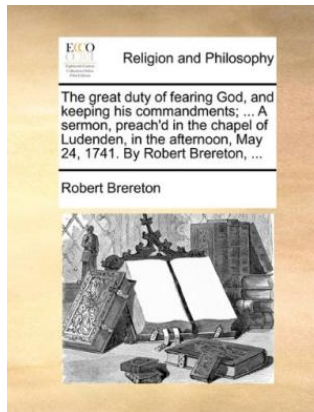 ECCO
Religion and Philosophy
The great duty of fearing God, and
keeping his commandments; ... A
sermon, preach'd in the chapel of
Ludenden, in the afternoon, May
24, 1741. By Robert Brereton, ...
Robert Brereton